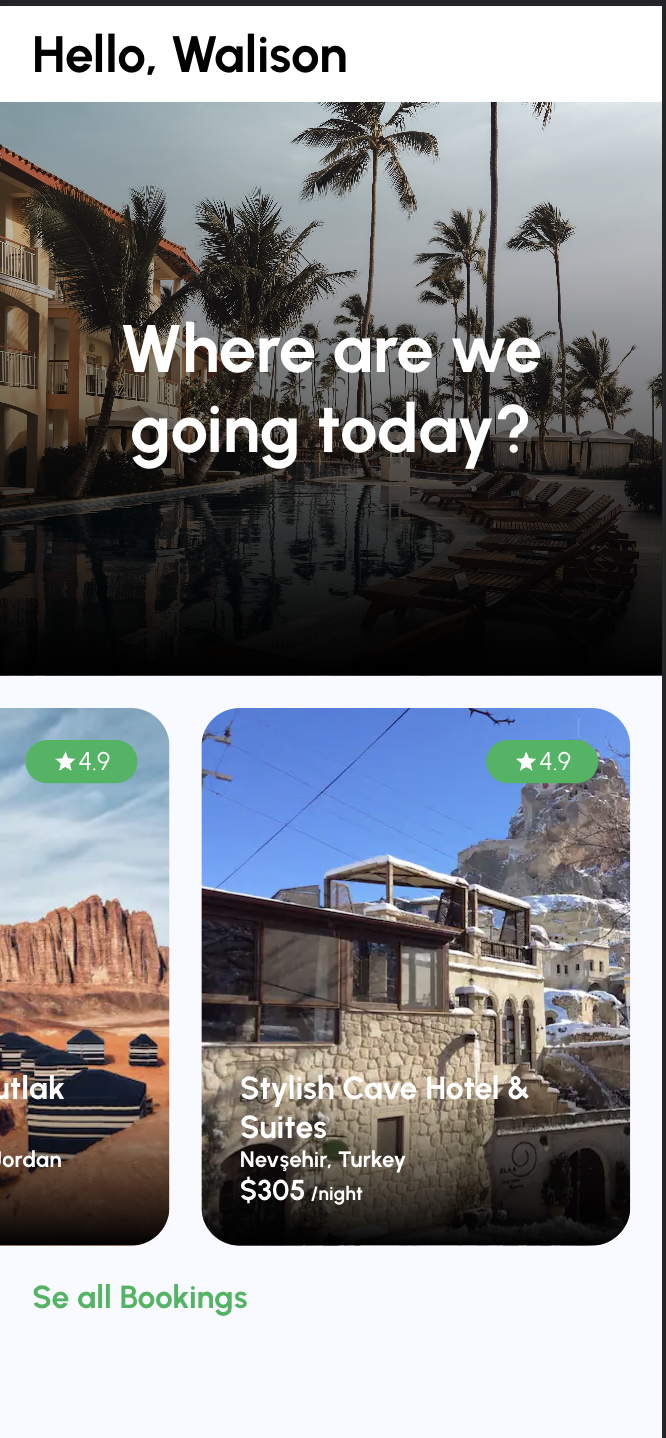 Hello, Walison
Where are we
going today?
4.9
utlak
Jordan
4.9
Stylish Cave Hotel &
Suites
Nevşehir, Turkey
$305 /night
Se all Bookings